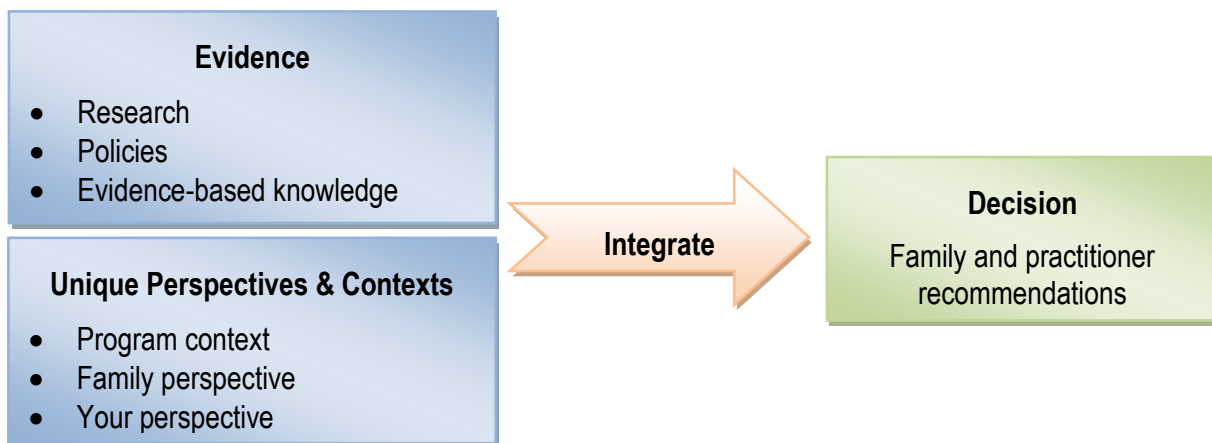 Evidence
• Research
• Policies
• Evidence-based knowledge
Unique Perspectives & Contexts
• Program context
• Family perspective
• Your perspective
Integrate
Decision
Family and practitioner
recommendations